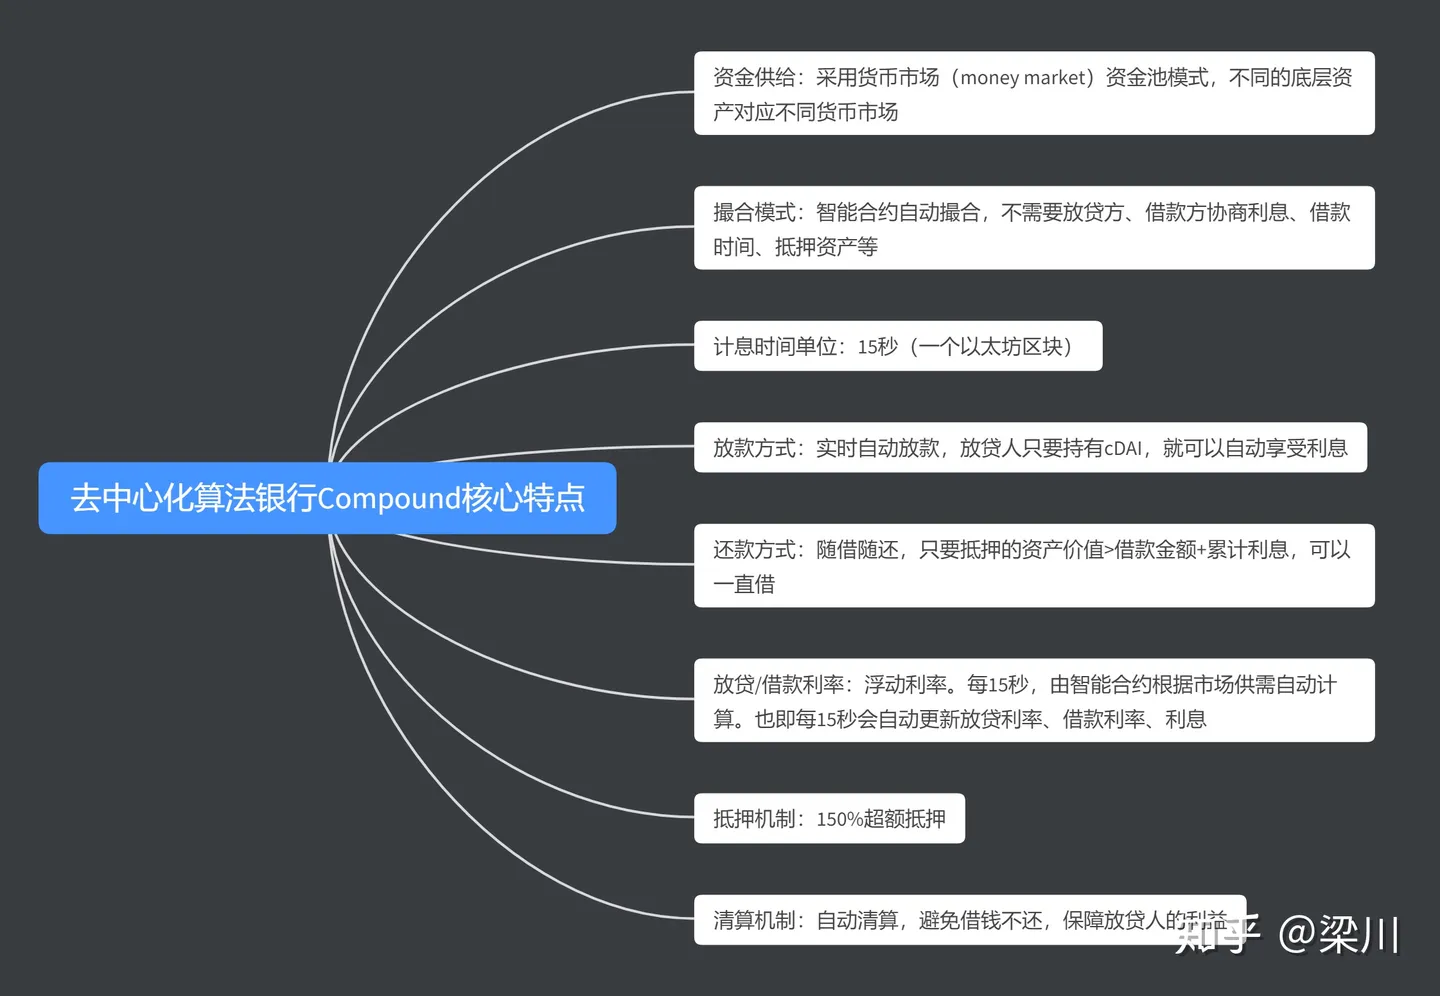 资金供给：采用货币市场（money market）资金池模式，不同的底层资
产对应不同货币市场
撮合模式：智能合约自动撮合，不需要放贷方、借款方协商利息、借款
时间、抵押资产等
计息时间单位：15秒（一个以太坊区块）
放款方式：实时自动放款，放贷人只要持有cDAI，就可以自动享受利息
去中心化算法银行Compound核心特点
还款方式：随借随还，只要抵押的资产价值>借款金额+累计利息，可以
一直借
放贷/借款利率：浮动利率。每15秒，由智能合约根据市场供需自动计
算。也即每15秒会自动更新放贷利率、借款利率、利息
抵押机制：150%超额抵押
清算机制：自动清算，避免借钱不还，保障放贷人的利益
知乎 @梁川